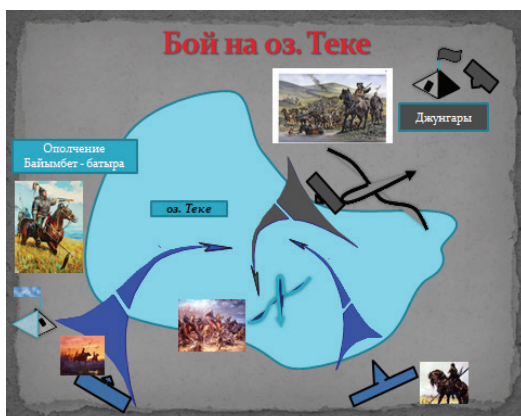 Бой на оз. Теке
Джунгары
Ополчение
Байымбет - батыра
оз. Теке